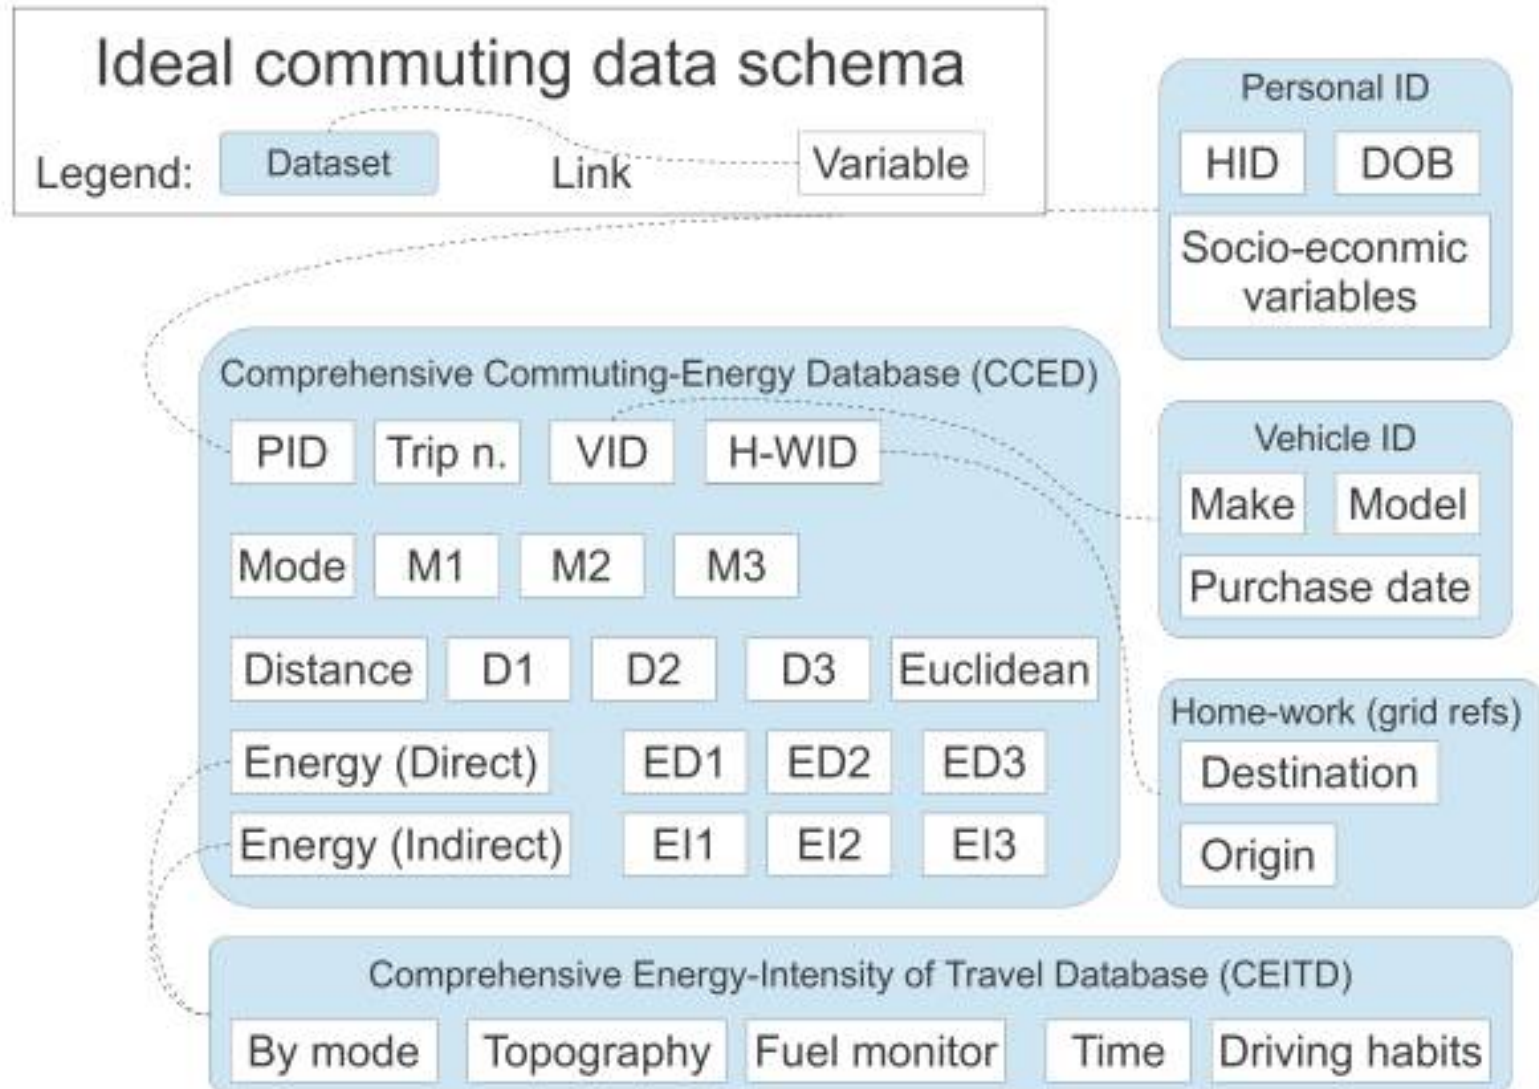 Ideal commuting data schema
Legend: Dataset Link Variable
Personal ID
HID DOB
Socio-econmic
variables
Comprehensive Commuting-Energy Database (CCED)
PID Trip n. VID H-WID
Mode M1 M2 M3
Distance D1 D2 D3 Euclidean
Energy (Direct) ED1 ED2 ED3
Energy (Indirect) EI1 EI2 EI3
Vehicle ID
Make Model
Purchase date
Home-work (grid refs)
Destination
Origin
Comprehensive Energy-Intensity of Travel Database (CEITD)
By mode Topography Fuel monitor Time Driving habits